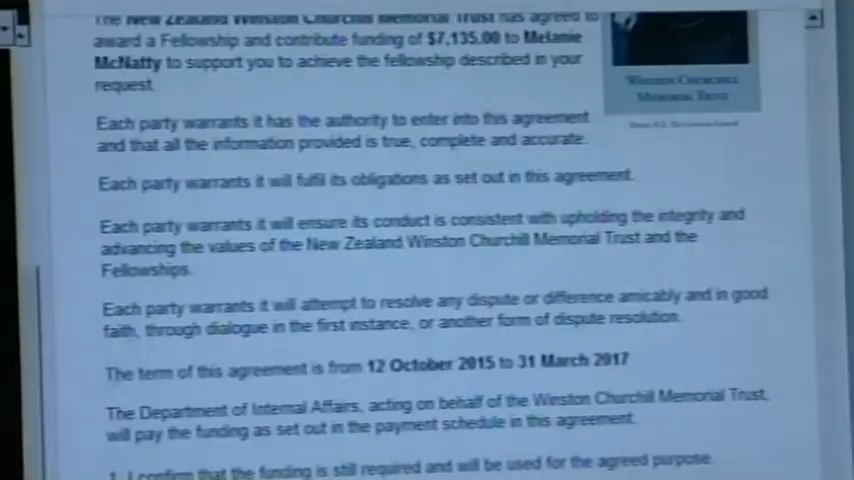 The New Zealand Winston Churchill Memorial Trust has agreed to
award a Fellowship and contribute funding of $7,135.00 to Melanie
McNatty to support you to achieve the fellowship described in your
request.
WINSTON CHURCHILL
MEMORIAL TRUST
Each party warrants it has the authority to enter into this agreement
and that all the information provided is true, complete and accurate.
Each party warrants it will fulfil its obligations as set out in this agreement.
Each party warrants it will ensure its conduct is consistent with upholding the integrity and
advancing the values of the New Zealand Winston Churchill Memorial Trust and the
Fellowships.
Each party warrants it will attempt to resolve any dispute or difference amicably and in good
faith, through dialogue in the first instance, or another form of dispute resolution.
The term of this agreement is from 12 October 2015 to 31 March 2017
The Department of Internal Affairs, acting on behalf of the Winston Churchill Memorial Trust,
will pay the funding as set out in the payment schedule in this agreement.
1. I confirm that the funding is still required and will be used for the agreed purpose.